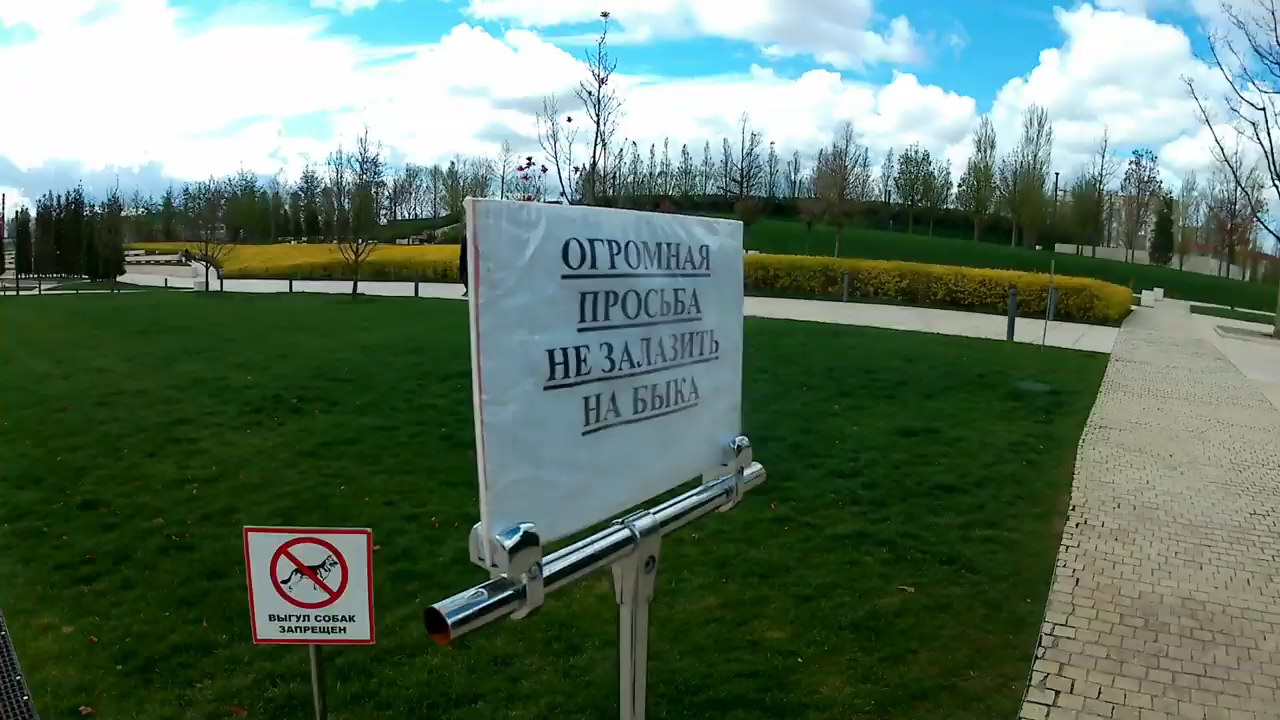 ОГРОМНАЯ
ПРОСЬБА
НЕ ЗАЛАЗИТЬ
НА БЫКА
ВЫГУЛ СОБАК
ЗАПРЕЩЕН